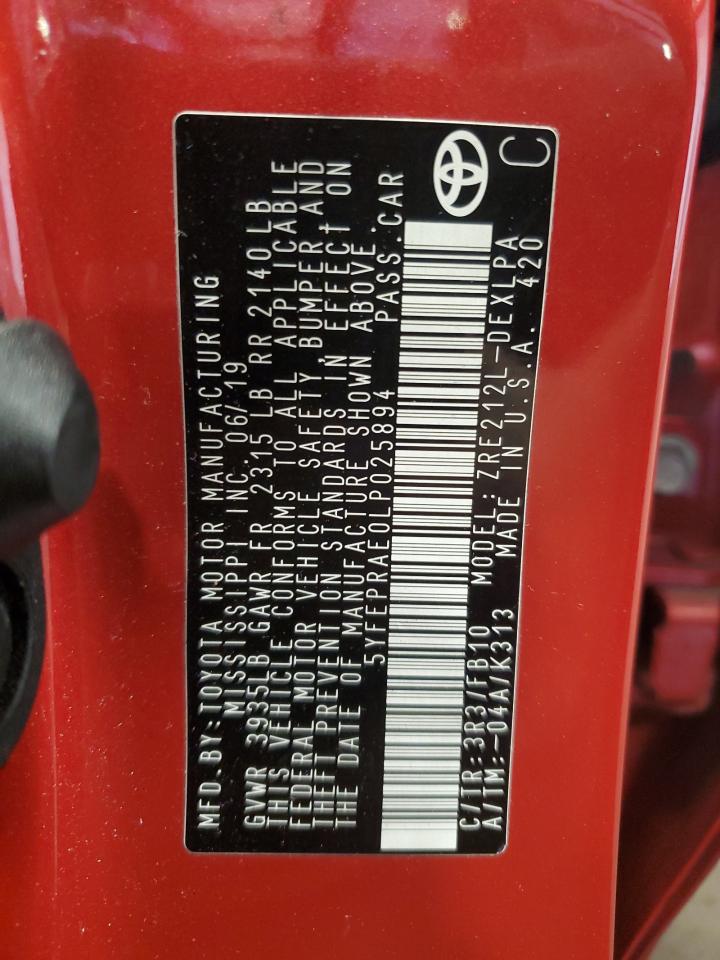 MFD.BY:TOYOTA MOTOR MANUFACTURING
MISSISSIPPI INC. 06/19
GVWR 3935LB GAWR FR 2315 LB RR 2140LB
THIS VEHICLE CONFORMS TO ALL APPLICABLE
FEDERAL MOTOR VEHICLE SAFETY, BUMPER AND
THEFT PREVENTION STANDARDS IN EFFECT ON
THE DATE OF MANUFACTURE SHOWN ABOVE.
5YFEPRAE0LP025894 PASS.CAR
C/TR:3R3/FB10 MODEL:ZRE212L-DEXLPA
A/TM:-04A/K313 MADE IN U.S.A. 420
C